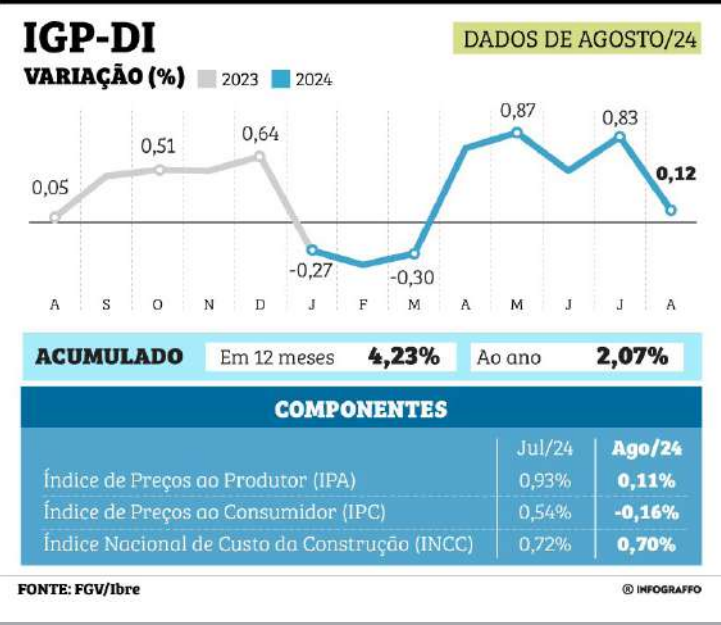 IGP-DI
DADOS DE AGOSTO/24
VARIAÇÃO (%) 2023 2024
0,05
0,51
0,64
-0,27
-0,30
0,87
0,83
0,12
A S O N D J F M A M J J A
ACUMULADO Em 12 meses 4,23% Ao ano 2,07%
COMPONENTES
Jul/24 Ago/24
Índice de Preços ao Produtor (IPA) 0,93% 0,11%
Índice de Preços ao Consumidor (IPC) 0,54% -0,16%
Índice Nacional de Custo da Construção (INCC) 0,72% 0,70%
FONTE: FGV/Ibre
® INFOGRAFFO